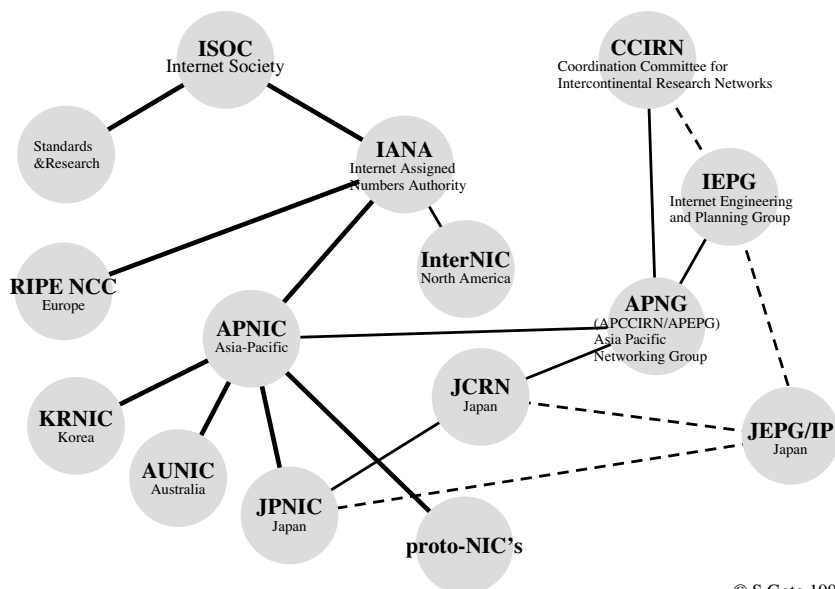 ISOC
Internet Society
CCIRN
Coordination Committee for
Intercontinental Research Networks
Standards
&Research
IANA
Internet Assigned
Numbers Authority
IEPG
Internet Engineering
and Planning Group
InterNIC
North America
RIPE NCC
Europe
APNIC
Asia-Pacific
APNG
(APCCIRN/APEPG)
Asia Pacific
Networking Group
JCRN
Japan
KRNIC
Korea
JEPG/IP
Japan
AUNIC
Australia
JPNIC
Japan
proto-NIC's
© S.Goto